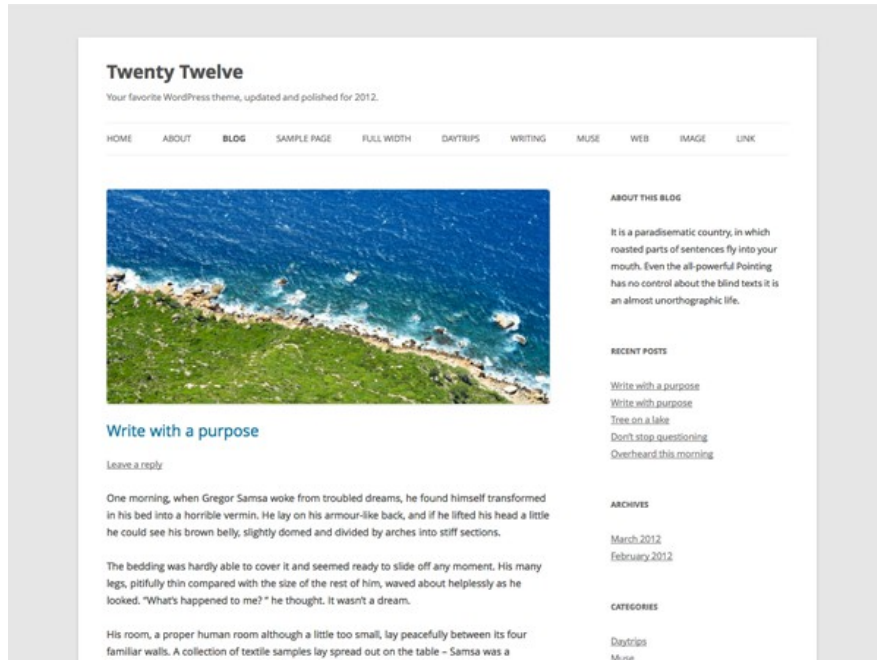 Twenty Twelve
Your favorite WordPress theme, updated and polished for 2012.
HOME ABOUT BLOG SAMPLE PAGE FULL WIDTH DAYTRIPS WRITING MUSE WEB IMAGE LINK
Write with a purpose
Leave a reply
One morning, when Gregor Samsa woke from troubled dreams, he found himself transformed
in his bed into a horrible vermin. He lay on his armour-like back, and if he lifted his head a little
he could see his brown belly, slightly domed and divided by arches into stiff sections.
The bedding was hardly able to cover it and seemed ready to slide off any moment. His many
legs, pitifully thin compared with the size of the rest of him, waved about helplessly as he
looked. “What's happened to me? ” he thought. It wasn't a dream.
His room, a proper human room although a little too small, lay peacefully between its four
familiar walls. A collection of textile samples lay spread out on the table – Samsa was a
ABOUT THIS BLOG
It is a paradisematic country, in which
roasted parts of sentences fly into your
mouth. Even the all-powerful Pointing
has no control about the blind texts it is
an almost unorthographic life.
RECENT POSTS
Write with a purpose
Write with purpose
Tree on a lake
Don't stop questioning
Overheard this morning
ARCHIVES
March 2012
February 2012
CATEGORIES
Daytrips
Muse